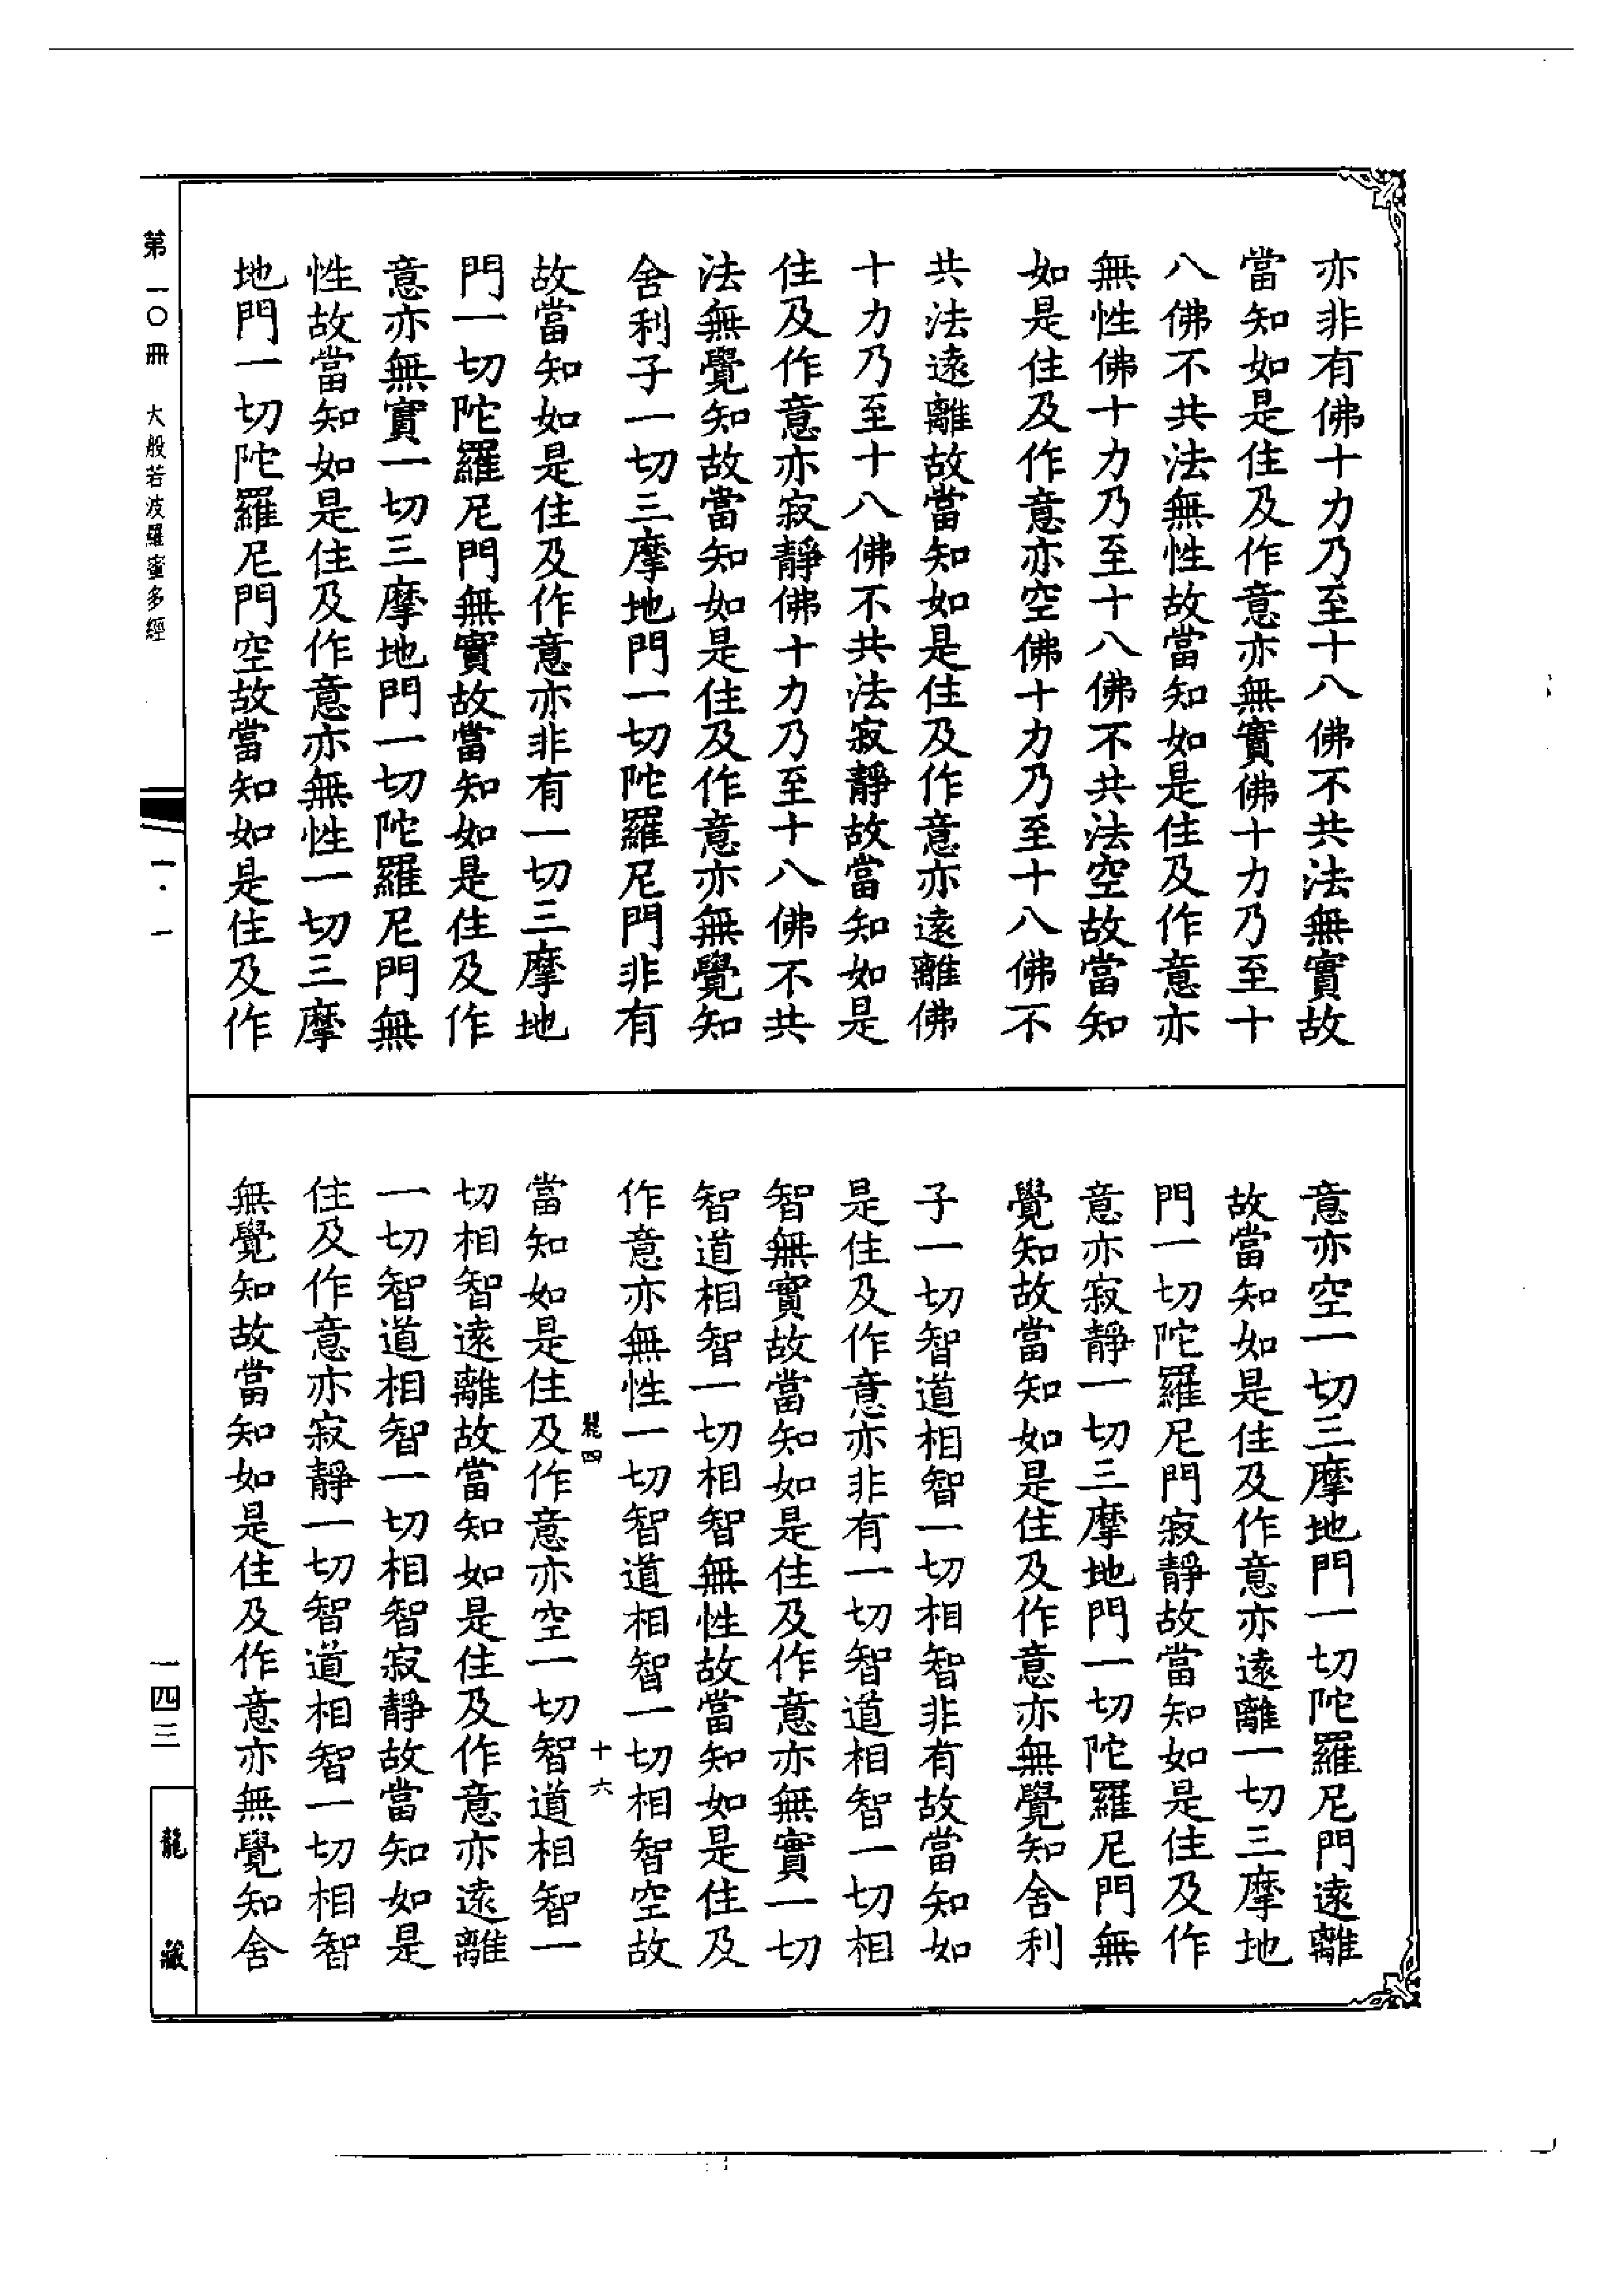 亦非有佛十力乃至十八佛不共法無實故
當知如是住及作意亦無實佛十力乃至十
八佛不共法無性故當知如是住及作意亦
無性佛十力乃至十八佛不共法空故當知
如是住及作意亦空佛十力乃至十八佛不
共法遠離故當知如是住及作意亦遠離佛
十力乃至十八佛不共法寂靜故當知如是
住及作意亦寂靜佛十力乃至十八佛不共
法無覺知故當知如是住及作意亦無覺知
舍利子一切三摩地門一切陀羅尼門非有
故當知如是住及作意亦非有一切三摩地
門一切陀羅尼門無實故當知如是住及作
意亦無實一切三摩地門一切陀羅尼門無
性故當知如是住及作意亦無性一切三摩
地門一切陀羅尼門空故當知如是住及作
意亦空一切三摩地門一切陀羅尼門遠離
故當知如是住及作意亦遠離一切三摩地
門一切陀羅尼門寂靜故當知如是住及作
意亦寂靜一切三摩地門一切陀羅尼門無
覺知故當知如是住及作意亦無覺知舍利
子一切智道相智一切相智非有故當知如
是住及作意亦非有一切智道相智一切相
智無實故當知如是住及作意亦無實一切
智道相智一切相智無性故當知如是住及
作意亦無性一切智道相智一切相智空故
四 十六
當知如是住及作意亦空一切智道相智一
切相智遠離故當知如是住及作意亦遠離
一切智道相智一切相智寂靜故當知如是
住及作意亦寂靜一切智道相智一切相智
無覺知故當知如是住及作意亦無覺知舍
第一〇冊 大般若波羅蜜多經
一·一
一四三
龍藏